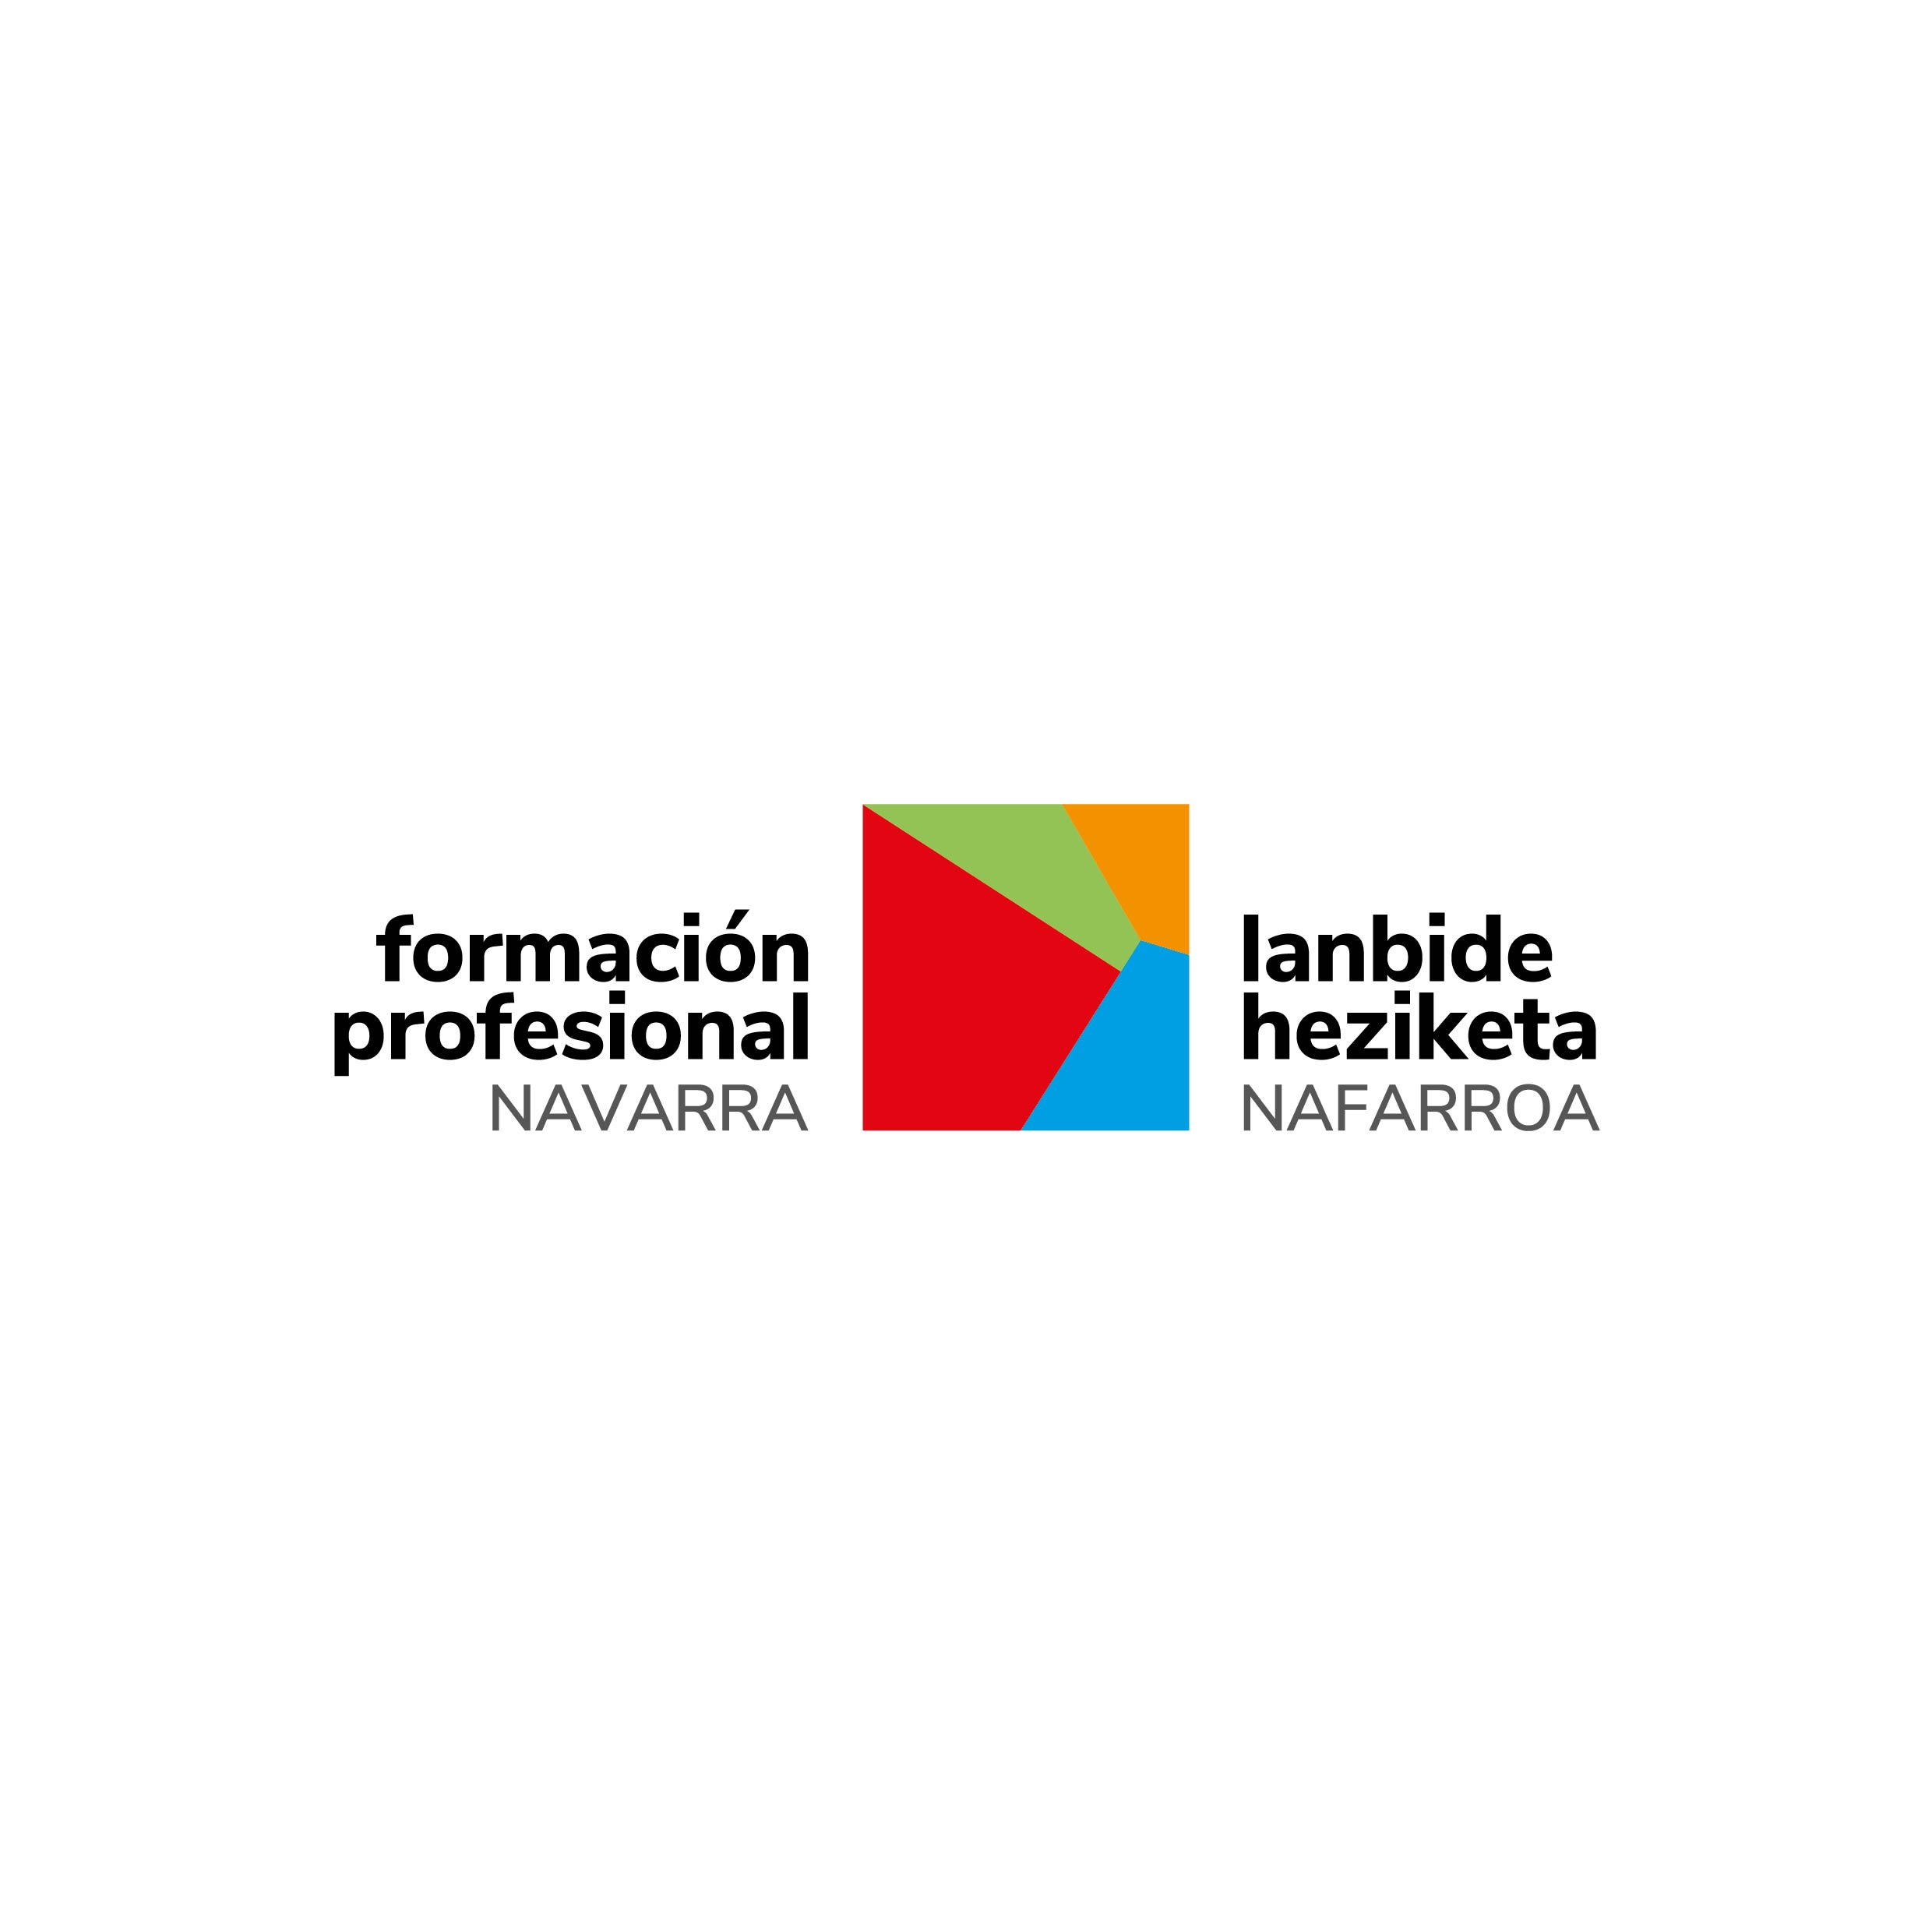 formación
profesional
NAVARRA
lanbide
heziketa
NAFARROA